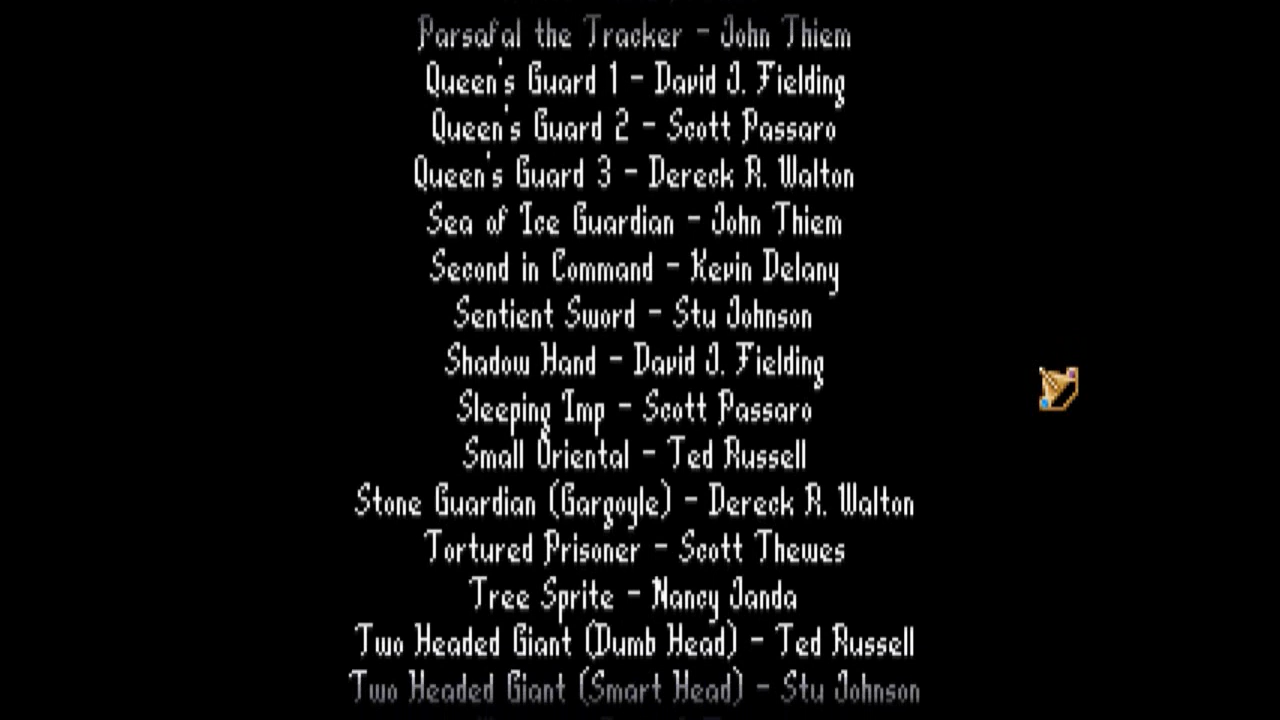 Parsafal the Tracker - John Thiem
Queen's Guard 1 - David J. Fielding
Queen's Guard 2 - Scott Passaro
Queen's Guard 3 - Dereck R. Walton
Sea of Ice Guardian - John Thiem
Second in Command - Kevin Delany
Sentient Sword - Stu Johnson
Shadow Hand - David J. Fielding
Sleeping Imp - Scott Passaro
Small Oriental - Ted Russell
Stone Guardian (Gargoyle) - Dereck R. Walton
Tortured Prisoner - Scott Thewes
Tree Sprite - Nancy Janda
Two Headed Giant (Dumb Head) - Ted Russell
Two Headed Giant (Smart Head) - Stu Johnson